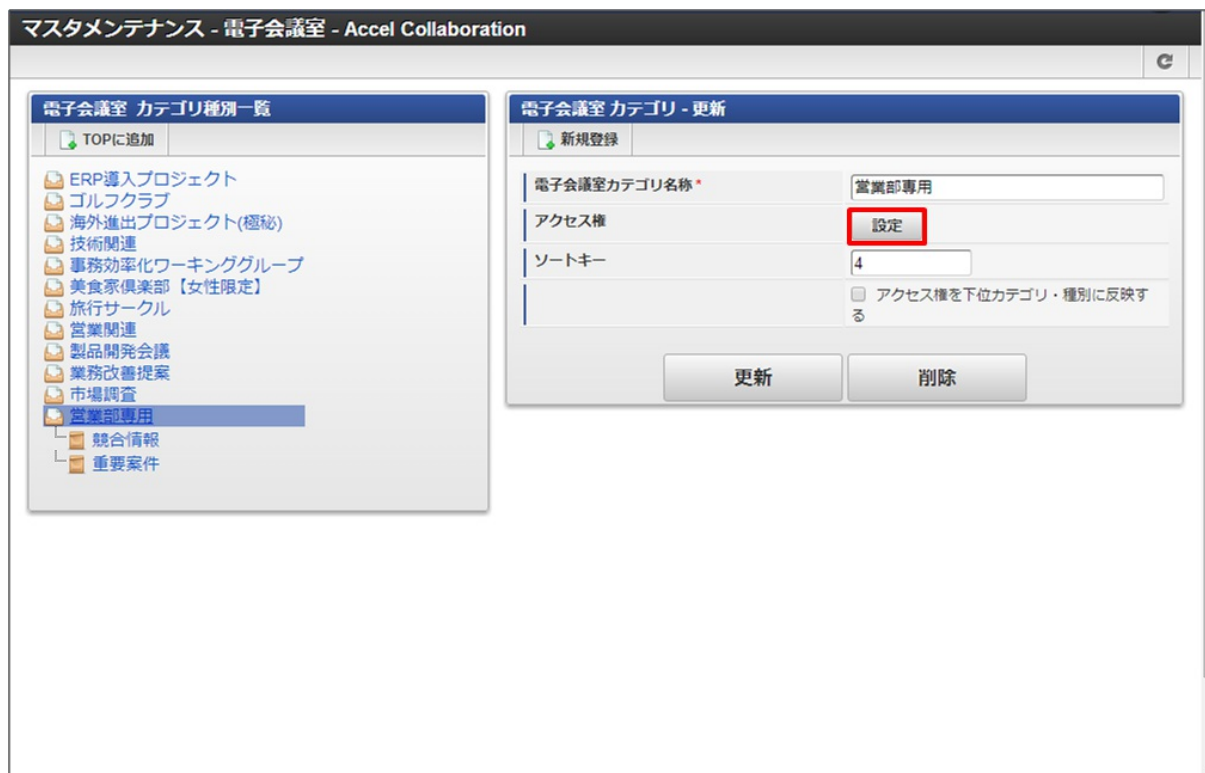 マスタメンテナンス - 電子会議室 - Accel Collaboration
電子会議室 カテゴリ種別一覧
TOPに追加
ERP導入プロジェクト
ゴルフクラブ
海外進出プロジェクト(極秘)
技術関連
事務効率化ワーキンググループ
美食家倶楽部【女性限定】
旅行サークル
営業関連
製品開発会議
業務改善提案
市場調査
営業部専用
競合情報
重要案件
電子会議室 カテゴリ - 更新
新規登録
電子会議室カテゴリ名称*
営業部専用
アクセス権
設定
ソートキー
4
アクセス権を下位カテゴリ・種別に反映す
る
更新
削除